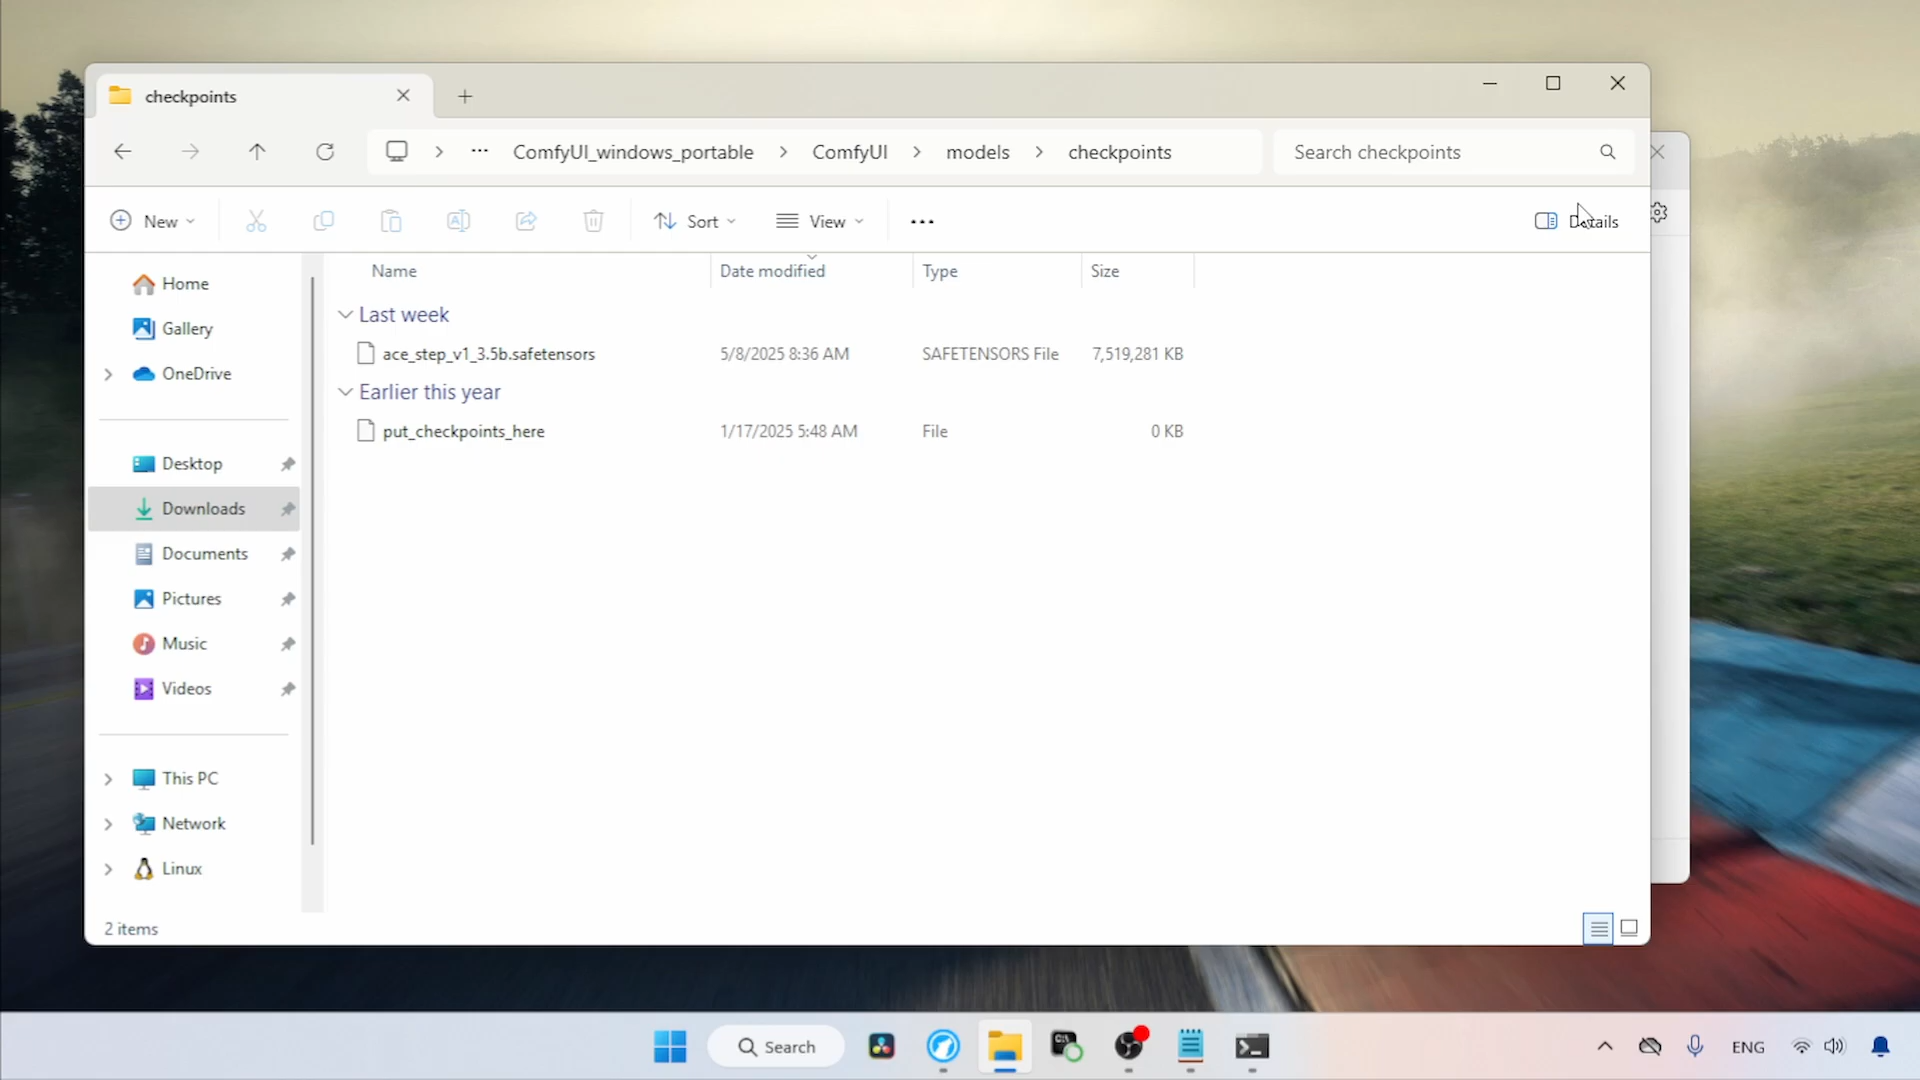 checkpoints
ComfyUI_windows_portable
ComfyUI
models
checkpoints
Search checkpoints
New
Sort
View
Details
Name
Date modified
Type
Size
Last week
ace_step_v1_3.5b.safetensors 5/8/2025 8:36 AM SAFETENSORS File 7,519,281 KB
Earlier this year
put_checkpoints_here 1/17/2025 5:48 AM File 0 KB
Home
Gallery
OneDrive
Desktop
Downloads
Documents
Pictures
Music
Videos
This PC
Network
Linux
2 items
Search
ENG